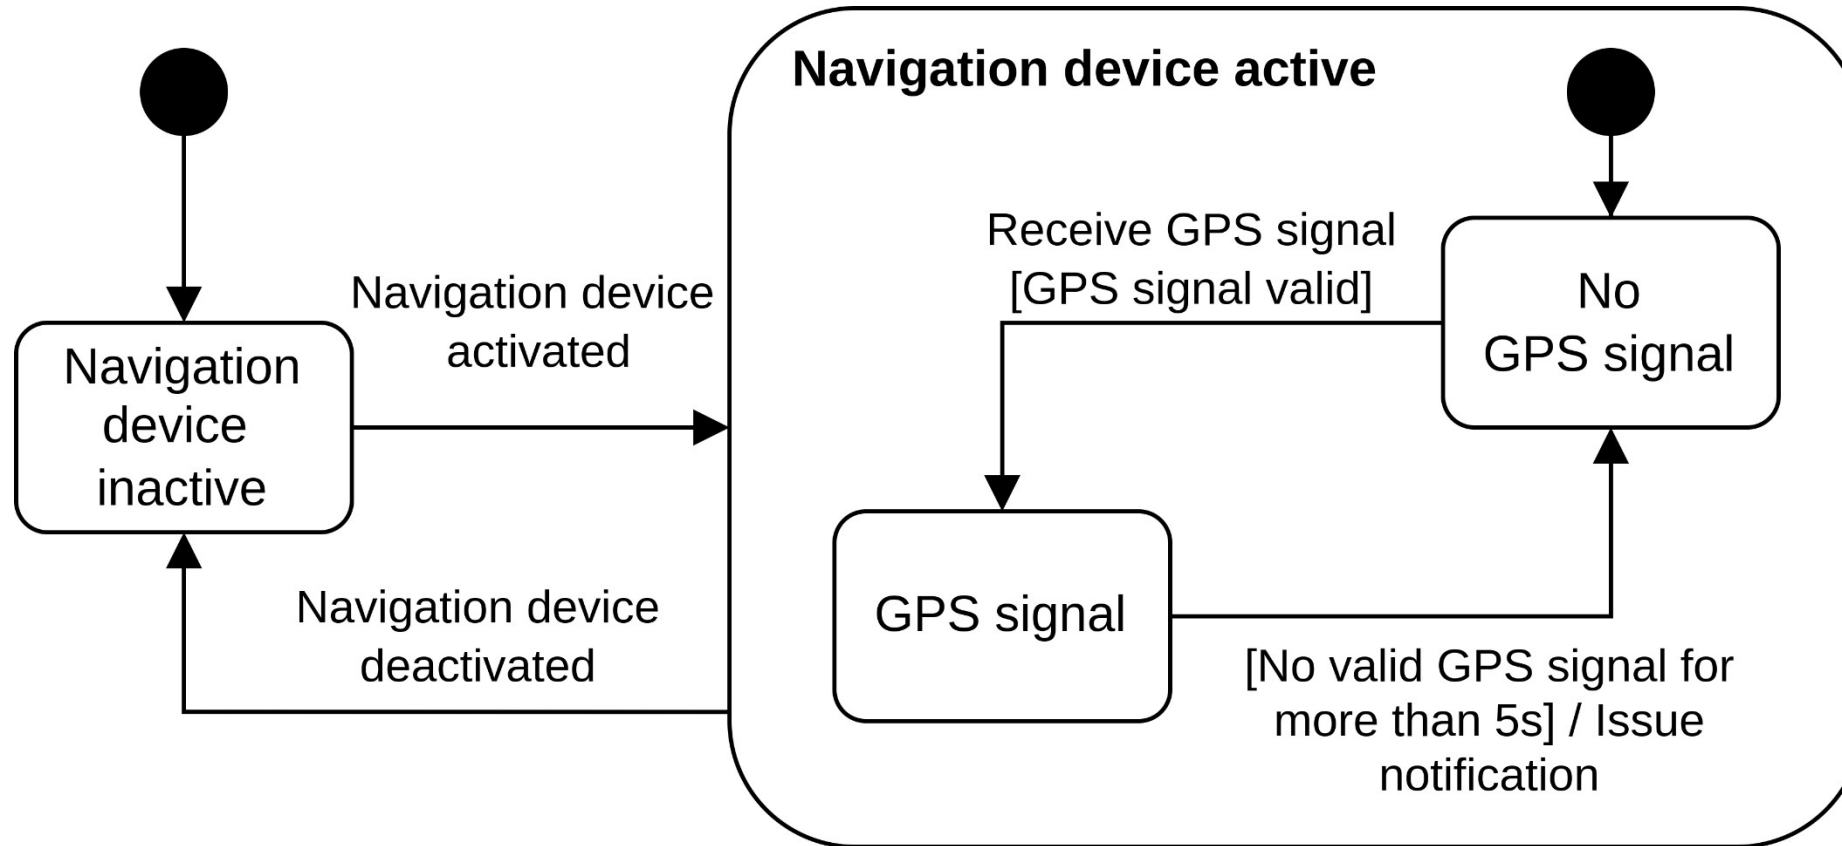 Navigation device active
Navigation device
activated
Navigation
device
inactive
Navigation device
deactivated
Receive GPS signal
[GPS signal valid]
No
GPS signal
GPS signal
[No valid GPS signal for
more than 5s] / Issue
notification